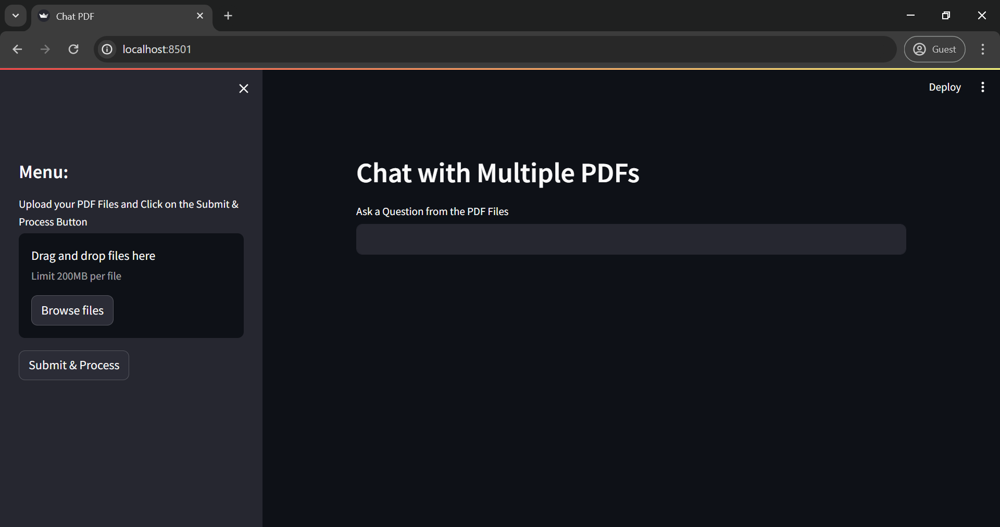 Chat PDF
localhost:8501
Guest
Deploy
Menu:
Upload your PDF Files and Click on the Submit &
Process Button
Drag and drop files here
Limit 200MB per file
Browse files
Submit & Process
Chat with Multiple PDFs
Ask a Question from the PDF Files